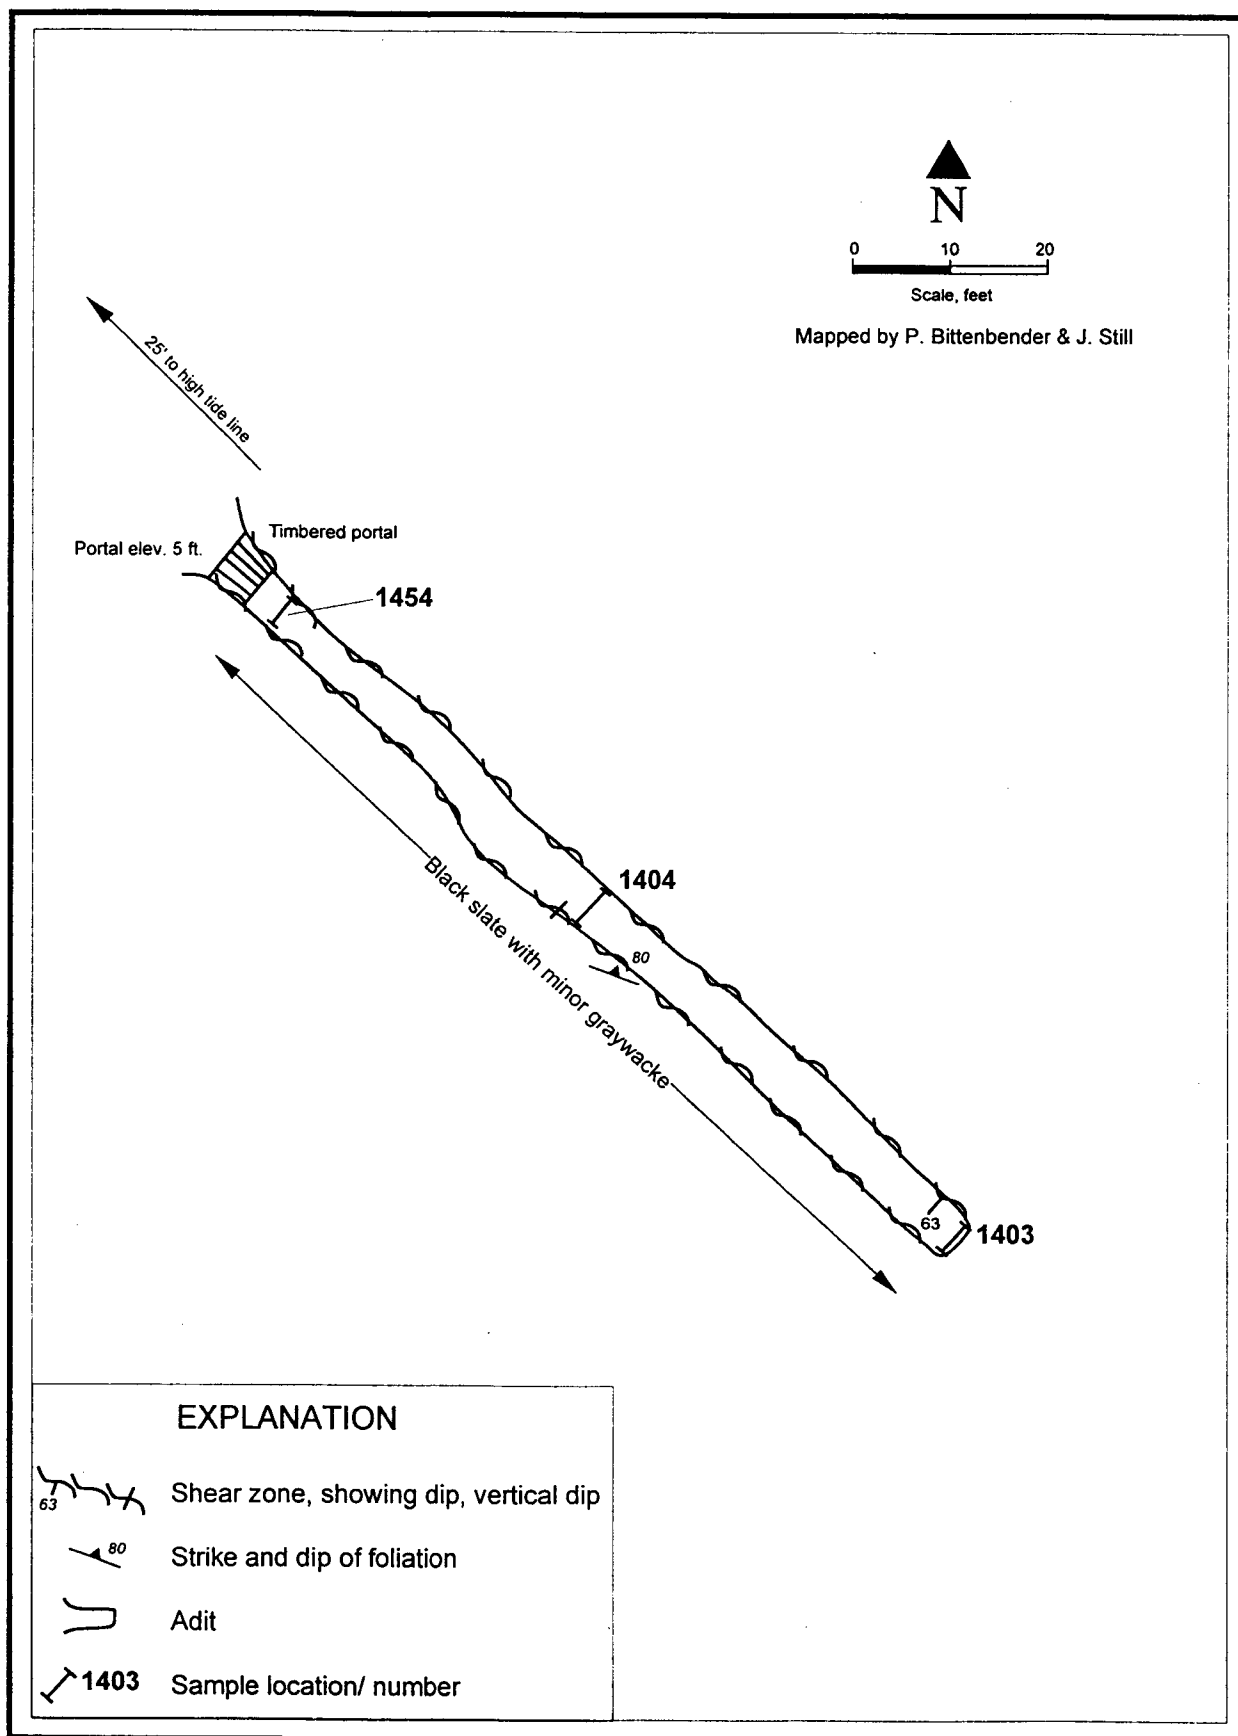 N
0 10 20
Scale, feet
Mapped by P. Bittenbender & J. Still
25' to high tide line
Timbered portal
Portal elev. 5 ft.
1454
1404
80
Black slate with minor graywacke
63
1403
EXPLANATION
63
Shear zone, showing dip, vertical dip
80
Strike and dip of foliation
Adit
1403 Sample location/ number